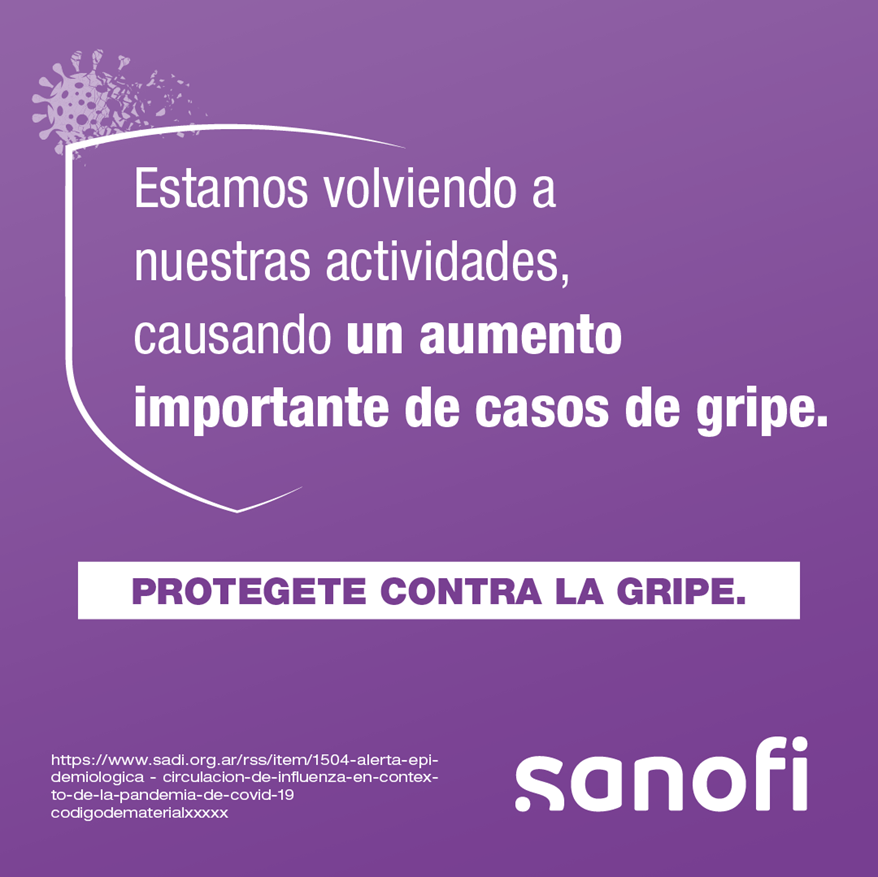 Estamos volviendo a
nuestras actividades,
causando un aumento
importante de casos de gripe.
PROTEGETE CONTRA LA GRIPE.
https://www.sadi.org.ar/rss/item/1504-alerta-epi-
demiologica - circulacion-de-influenza-en-contex-
to-de-la-pandemia-de-covid-19
codigodematerialxxxxx
sanofi